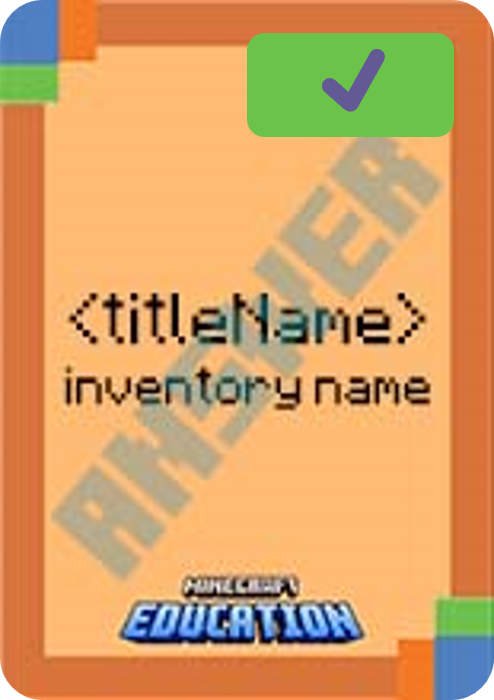 <titleName>
inventory name
ANSWER
MINECRAFT
EDUCATION